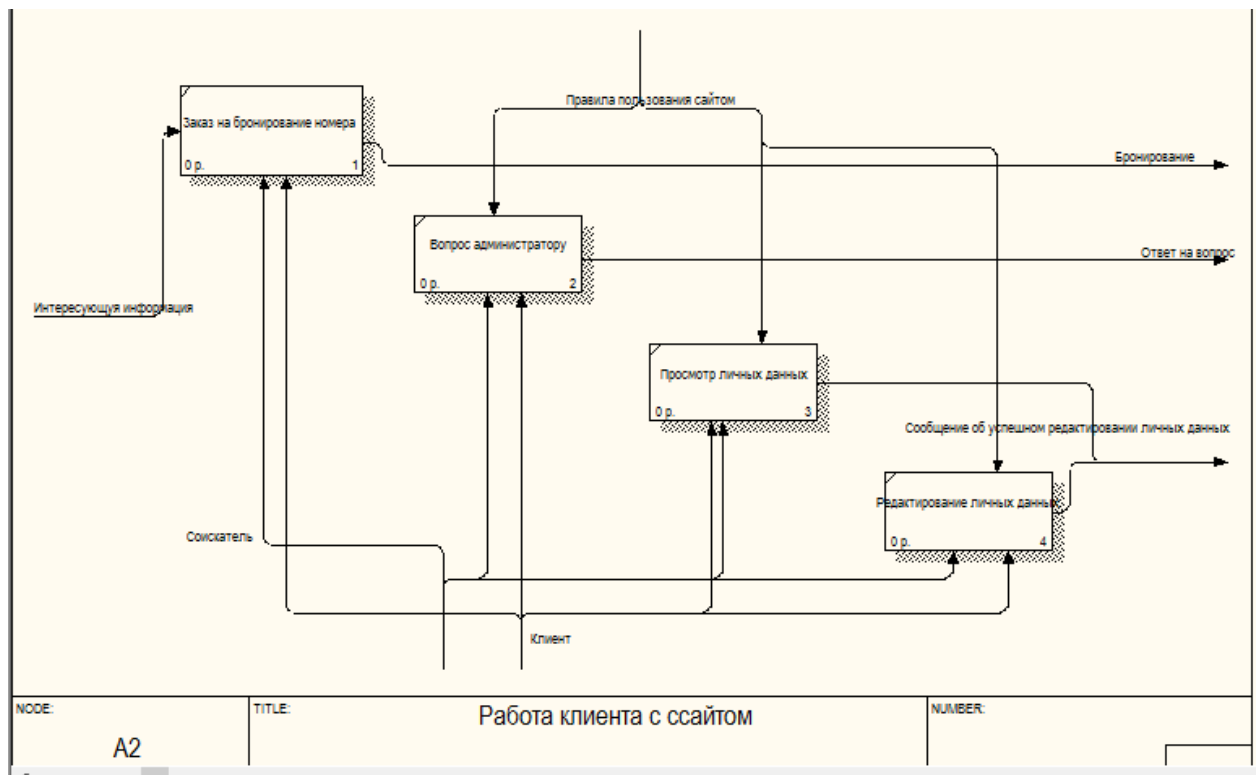 Правила пользования сайтом
Заказ на бронирование номера
0 р.
1
Бронирование
Вопрос администратору
0 р.
2
Ответ на вопрос
Интересующуя информация
Просмотр личных данных
0 р.
3
Сообщение об успешном редактировании личных данных
Редактирование личных данных
0 р.
4
Соискатель
Клиент
NODE:
TITLE:
Работа клиента с ссайтом
NUMBER:
A2